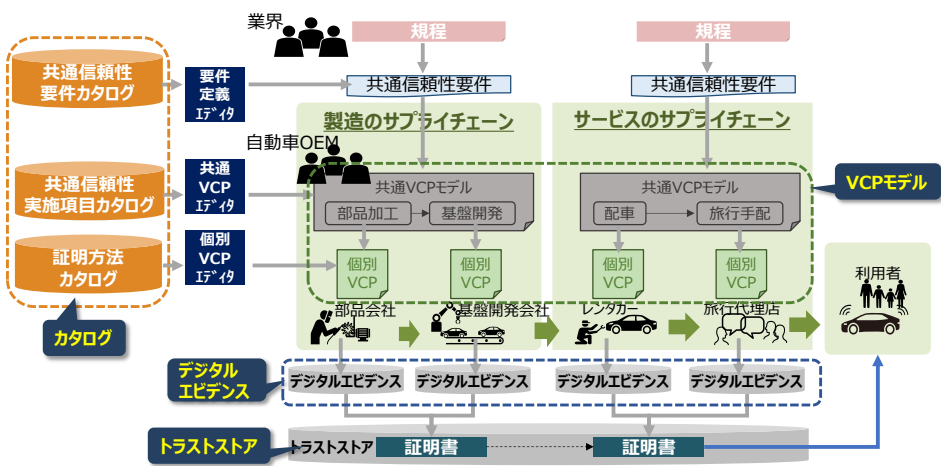 業界
規程
規程
共通信頼性
要件カタログ
要件
定義
エディタ
共通信頼性要件
共通信頼性要件
製造のサプライチェーン
サービスのサプライチェーン
自動車OEM
共通信頼性
実施項目カタログ
共通
VCP
エディタ
共通VCPモデル
部品加工
基盤開発
共通VCPモデル
配車
旅行手配
VCPモデル
証明方法
カタログ
個別
VCP
エディタ
個別
VCP
個別
VCP
個別
VCP
個別
VCP
利用者
カタログ
部品会社
基盤開発会社
レンタカー
旅行代理店
デジタル
エビデンス
デジタルエビデンス
デジタルエビデンス
デジタルエビデンス
デジタルエビデンス
トラストストア
トラストストア
証明書
証明書